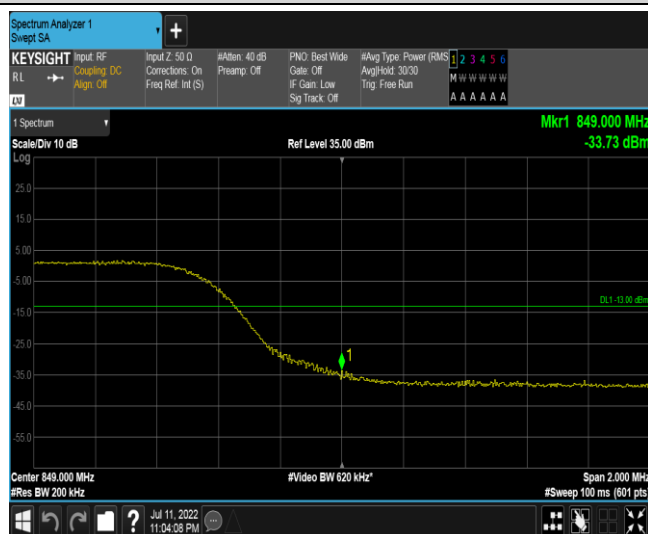 Spectrum Analyzer 1
Swept SA
KEYSIGHT
RL
LXI
Input: RF
Coupling: DC
Align: Off
Input Z: 50 Ω
Corrections: On
Freq Ref: Int (S)
#Atten: 40 dB
Preamp: Off
PNO: Best Wide
Gate: Off
IF Gain: Low
Sig Track: Off
#Avg Type: Power (RMS
Avg|Hold: 30/30
Trig: Free Run
1 2 3 4 5 6
M W W W W W
A A A A A A
1 Spectrum
Mkr1 849.000 MHz
Scale/Div 10 dB
Ref Level 35.00 dBm
-33.73 dBm
Log
25.0
15.0
5.00
-5.00
DL1 -13.00 dBm
-15.0
-25.0
1
-35.0
-45.0
-55.0
Center 849.000 MHz
#Video BW 620 kHz*
Span 2.000 MHz
#Res BW 200 kHz
#Sweep 100 ms (601 pts)
?
Jul 11, 2022
11:04:08 PM